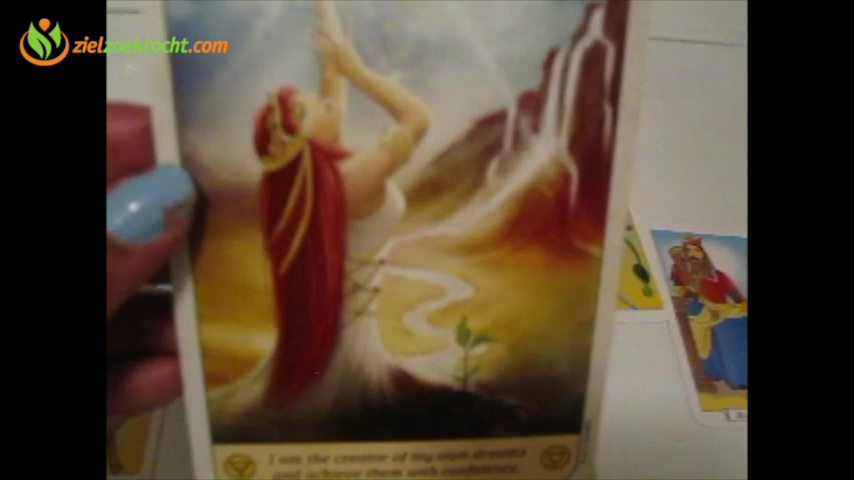 zielzoektocht.com
I am the creator of my own dreams
and achieve them with confidence.